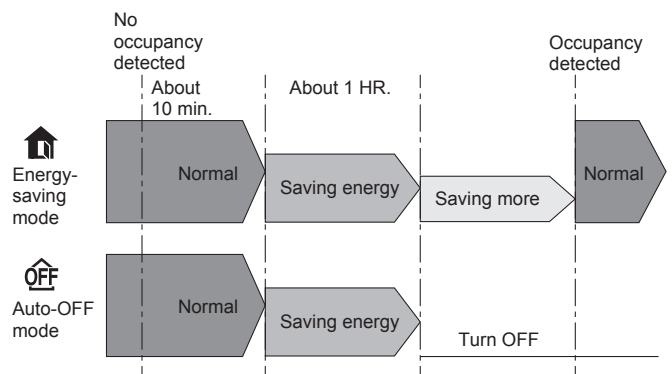 No
occupancy
detected
Occupancy
detected
About
10 min.
About 1 HR.
Energy-
saving
mode
Normal
Saving energy
Saving more
Normal
OFF
Auto-OFF
mode
Normal
Saving energy
Turn OFF